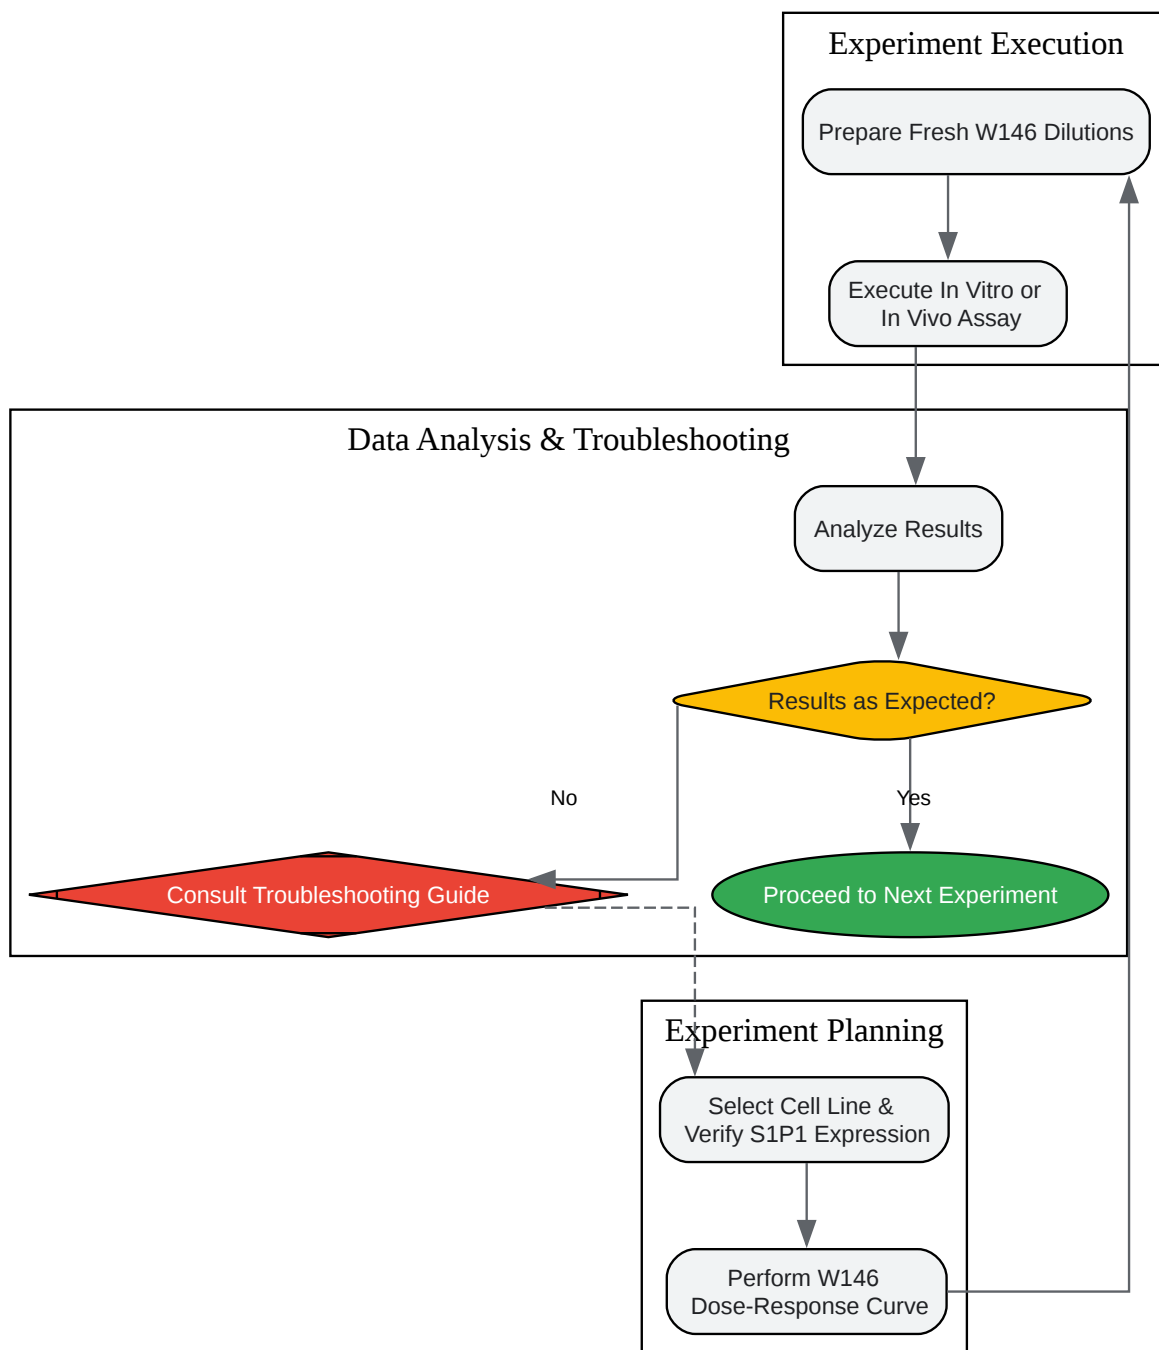 Experiment Execution
Prepare Fresh W146 Dilutions
Execute In Vitro or
In Vivo Assay
Data Analysis & Troubleshooting
Analyze Results
Results as Expected?
No
Yes
Consult Troubleshooting Guide
Proceed to Next Experiment
Experiment Planning
Select Cell Line &
Verify S1P1 Expression
Perform W146
Dose-Response Curve